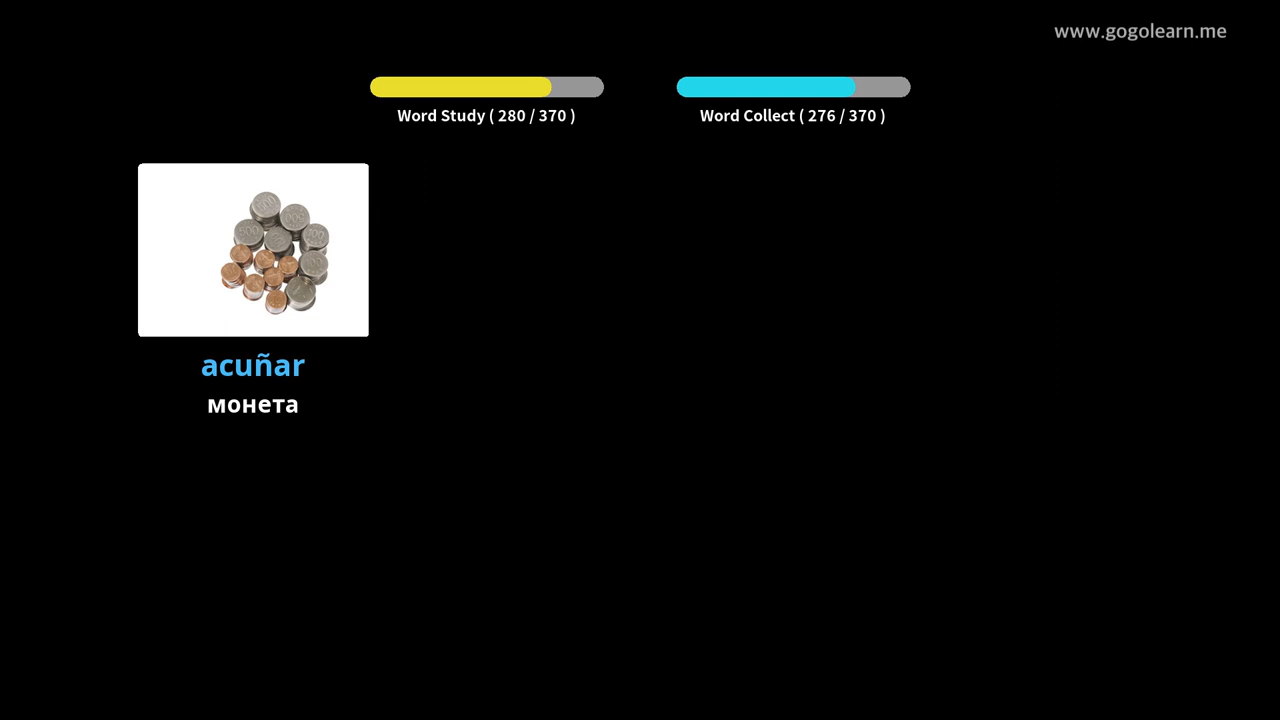 www.gogolearn.me
Word Study ( 280 / 370 )
Word Collect ( 276 / 370 )
acuñar
монета